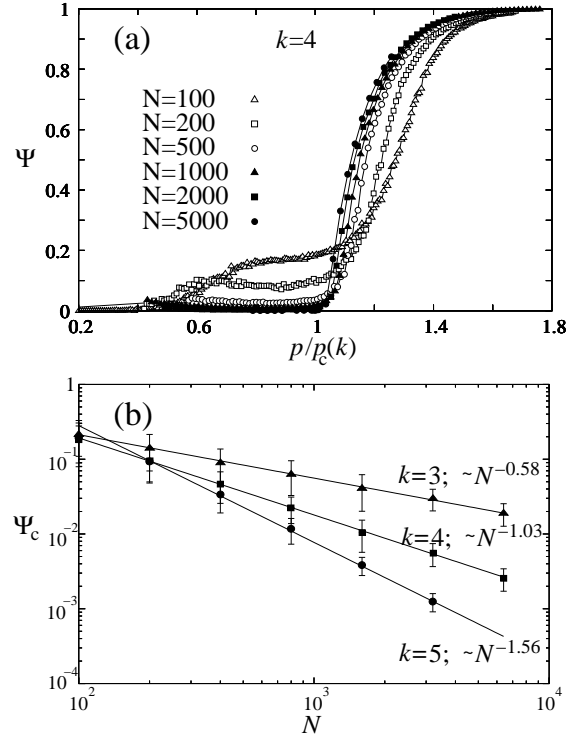 (a) k=4
1
0.8
0.6
0.4
0.2
0
Ψ
N=100
N=200
N=500
N=1000
N=2000
N=5000
0.2 0.6 1 1.4 1.8
p/p_c(k)
(b)
1
10^{-1}
10^{-2}
10^{-3}
10^{-4}
Ψ_c
k=3; ~N^{-0.58}
k=4; ~N^{-1.03}
k=5; ~N^{-1.56}
10^2 10^3 10^4
N